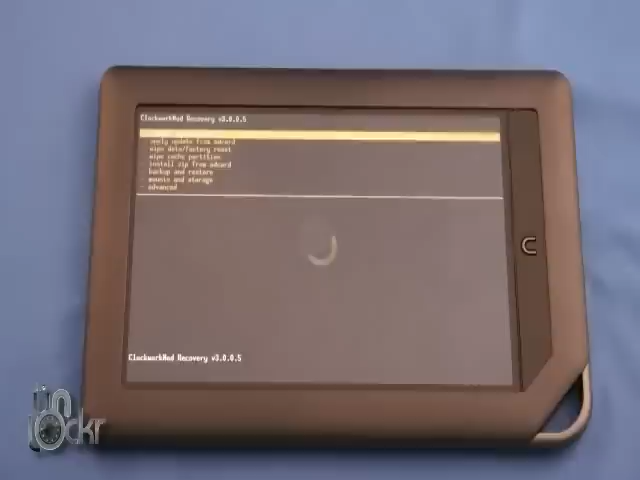 ClockworkMod Recovery v3.0.0.5
- apply update from sdcard
- wipe data/factory reset
- wipe cache partition
- install zip from sdcard
- backup and restore
- mounts and storage
- advanced
ClockworkMod Recovery v3.0.0.5
unlockr